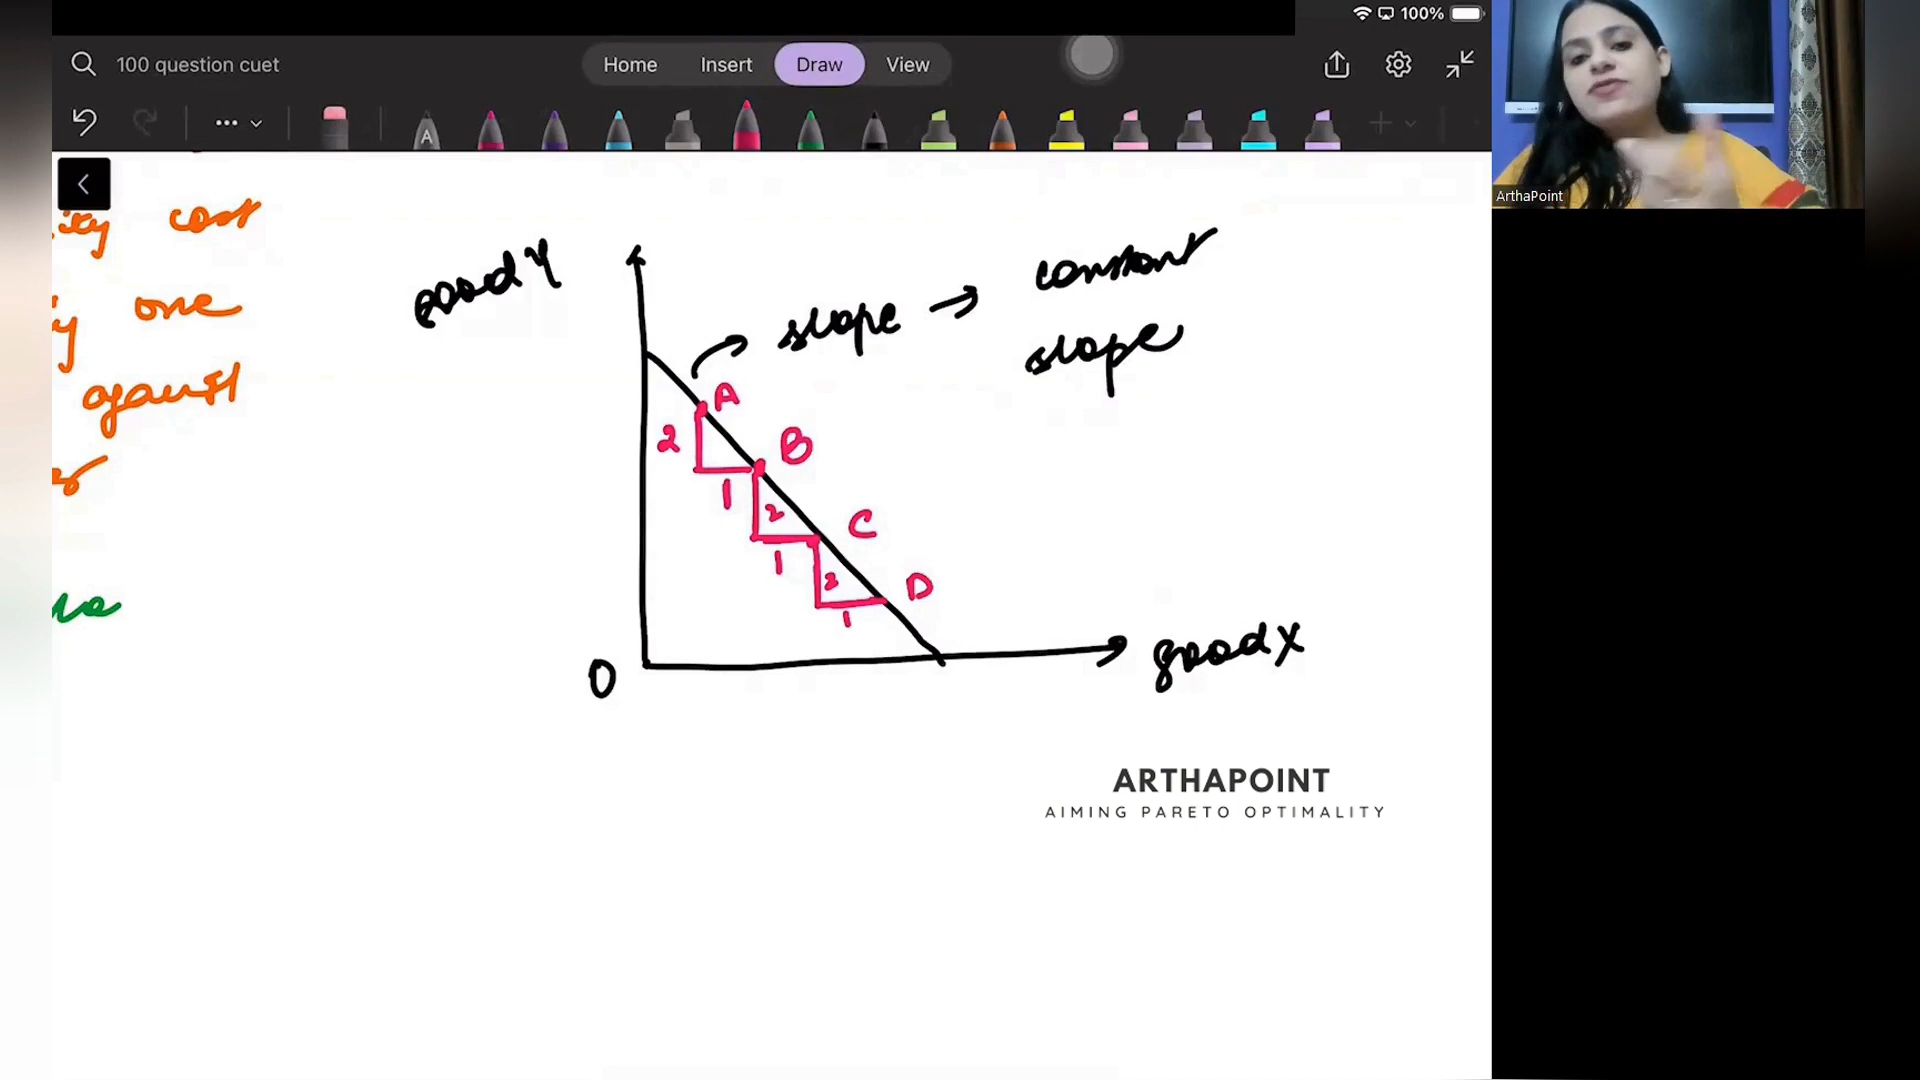 100%
100 question cuet
Home Insert Draw View
A
ArthaPoint
cost
one
against
good Y
slope → constant
slope
A
2
B
1
2
C
1
2
D
1
O
good X
ARTHAPOINT
AIMING PARETO OPTIMALITY